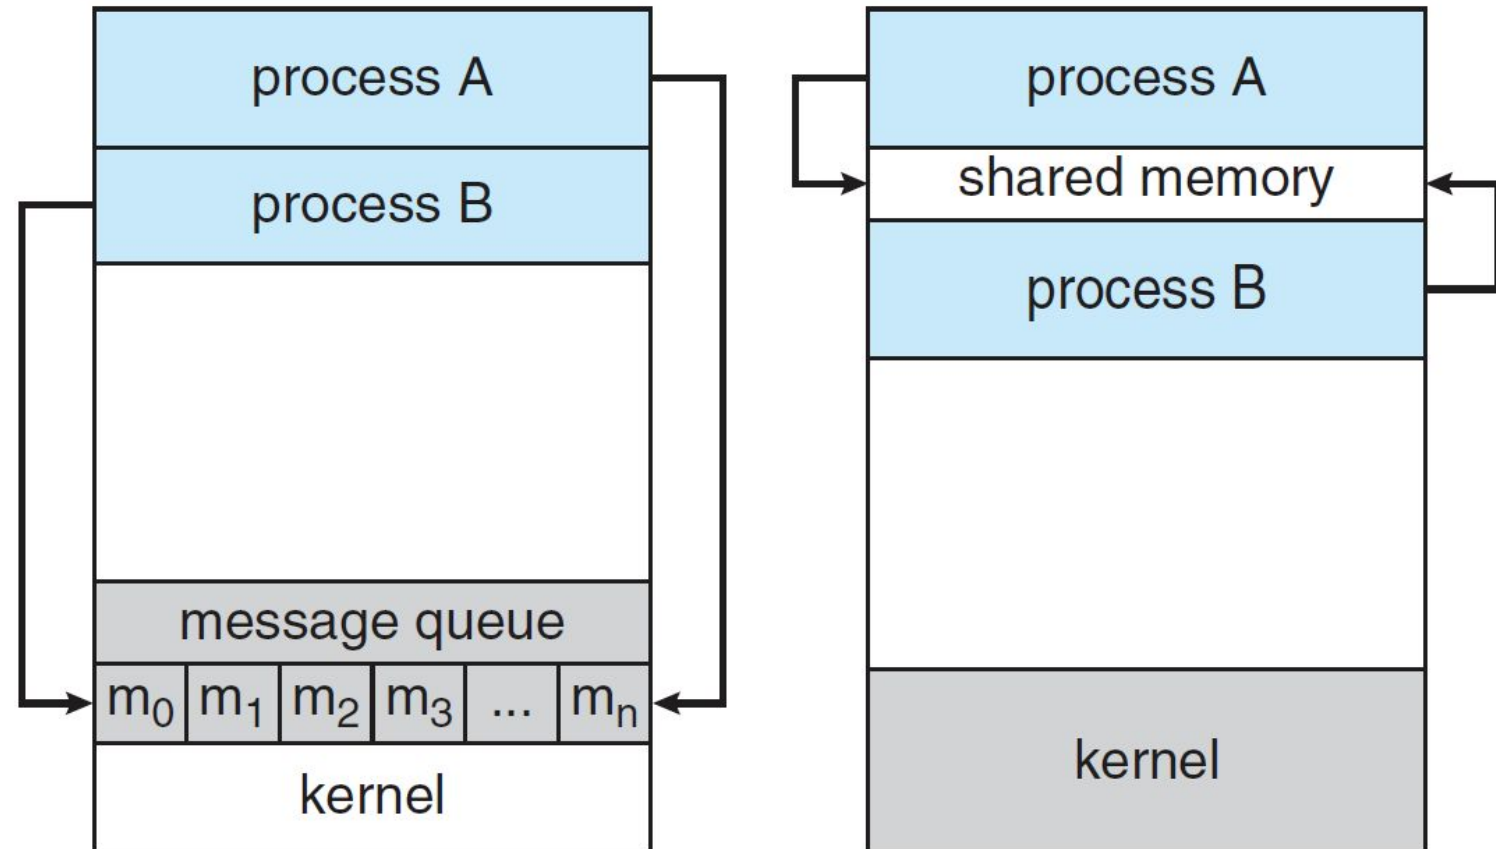 process A
process B
message queue
m0 m1 m2 m3 ... mn
kernel
process A
shared memory
process B
kernel